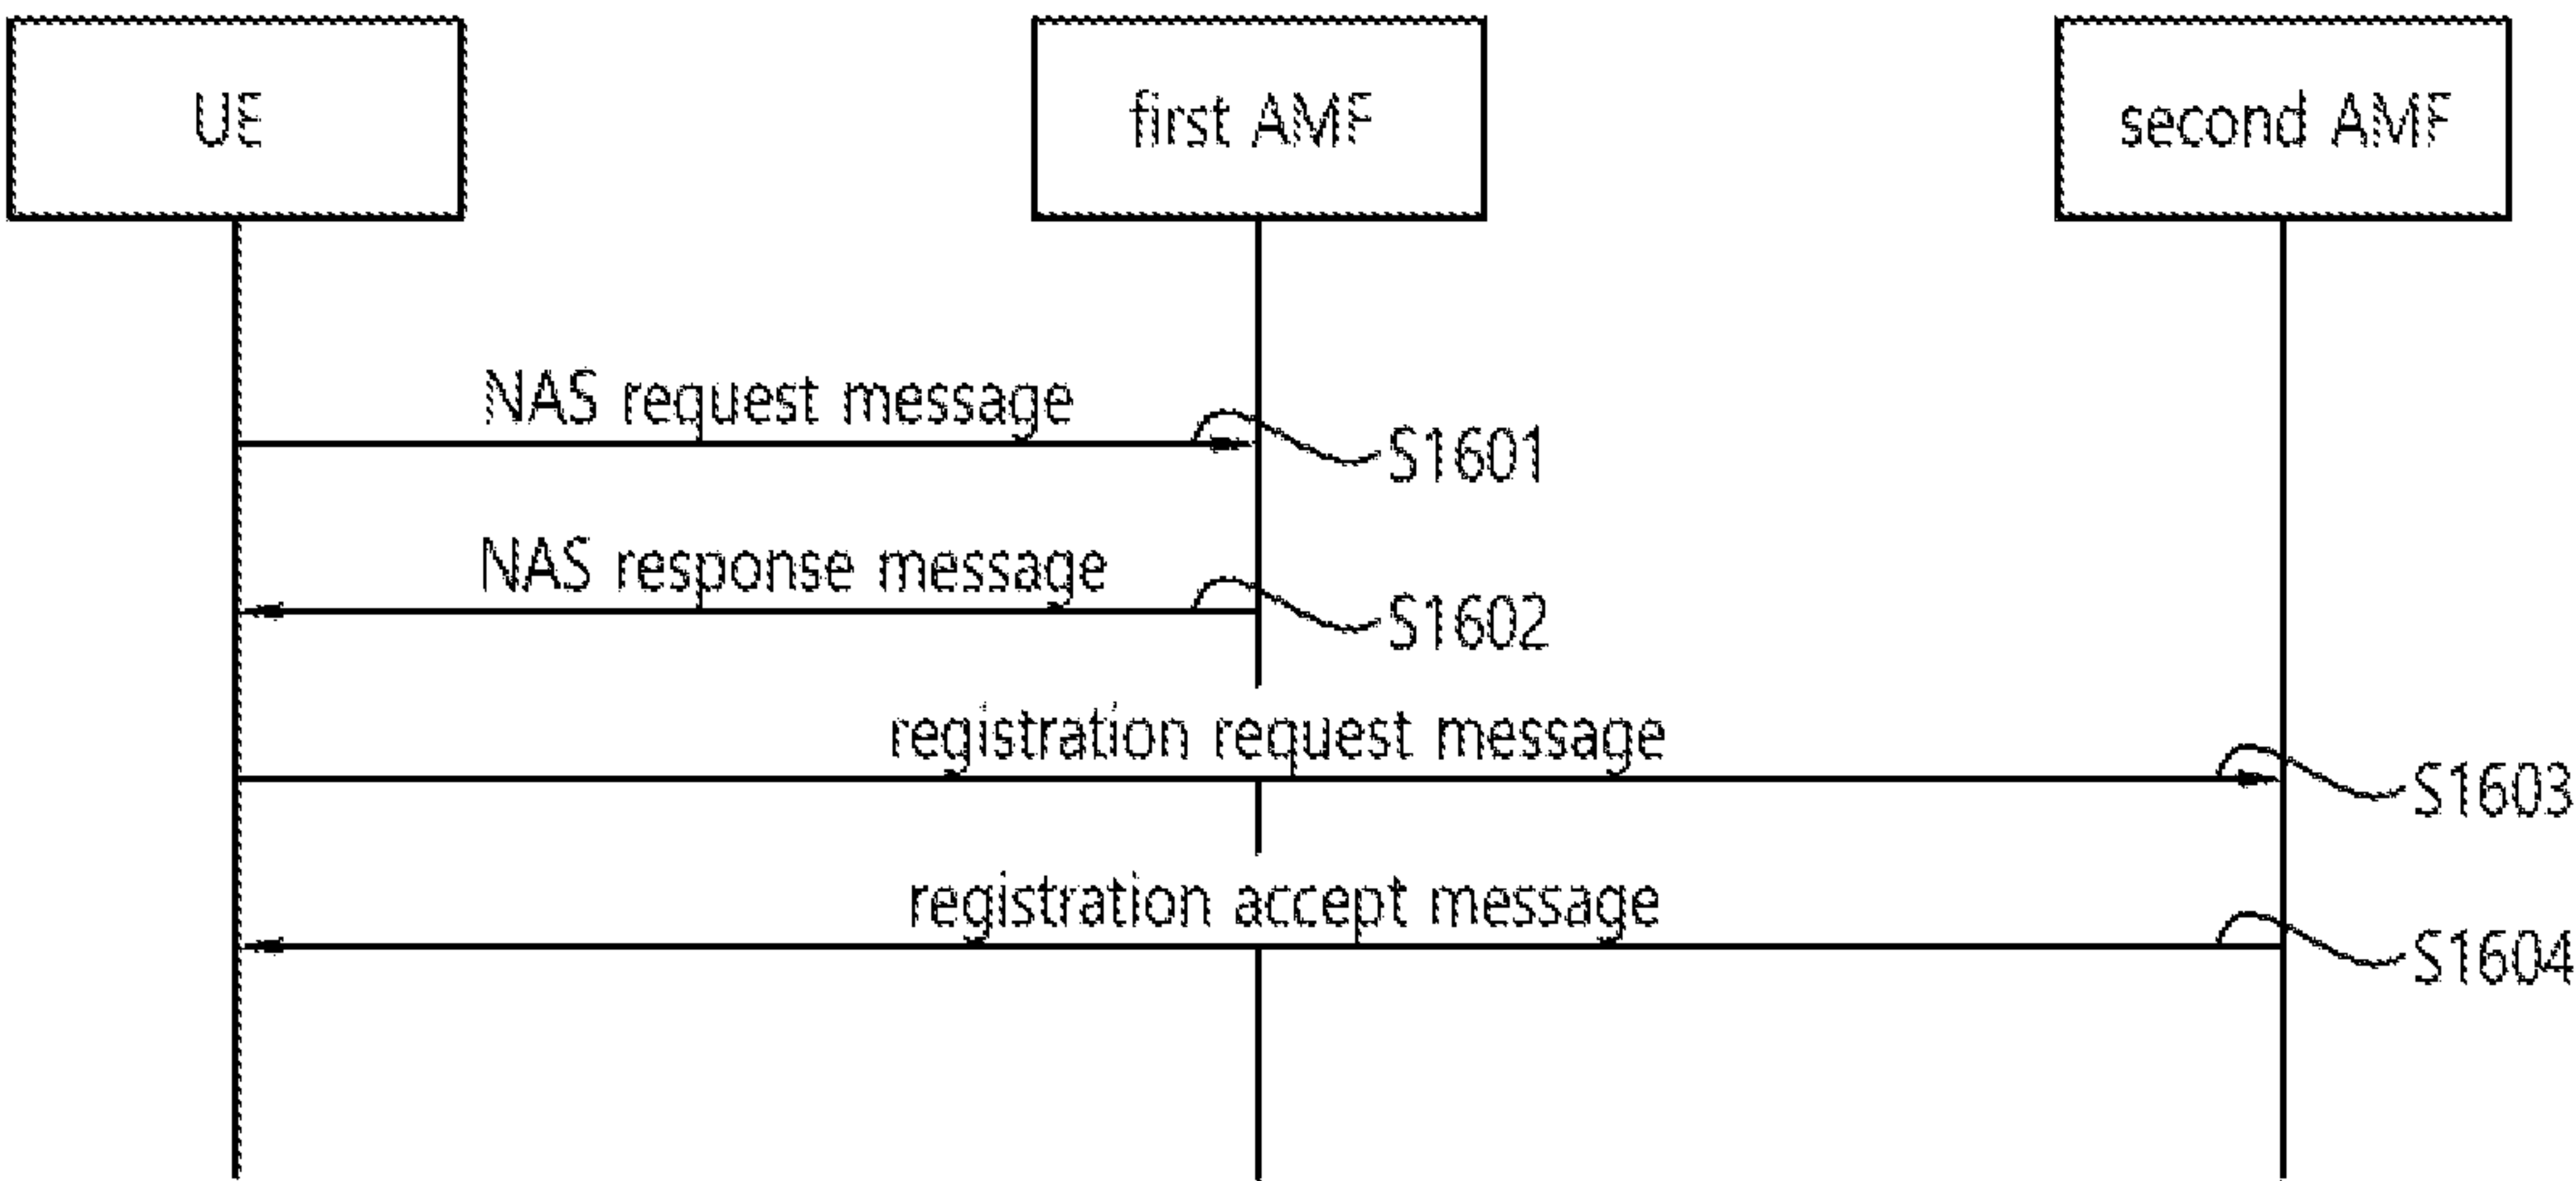 UE
first AMF
second AMF
NAS request message
S1601
NAS response message
S1602
registration request message
S1603
registration accept message
S1604